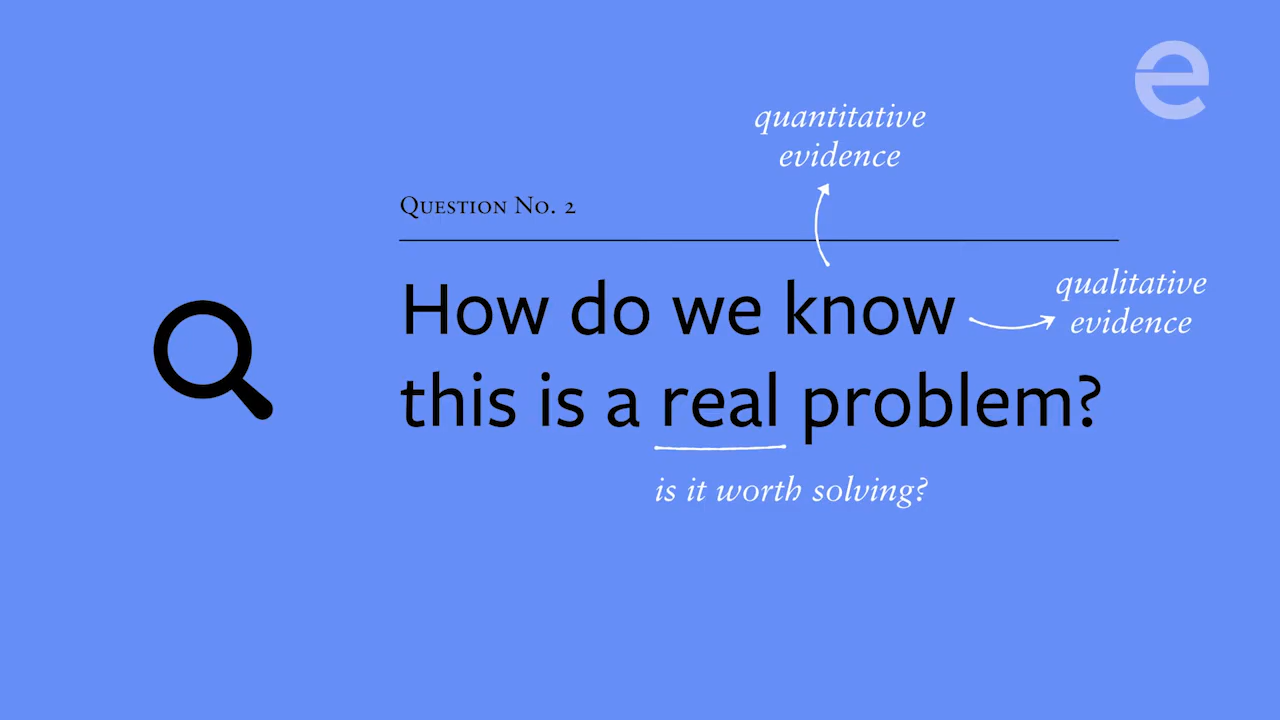 e
quantitative
evidence
Question No. 2
How do we know
qualitative
evidence
this is a real problem?
is it worth solving?